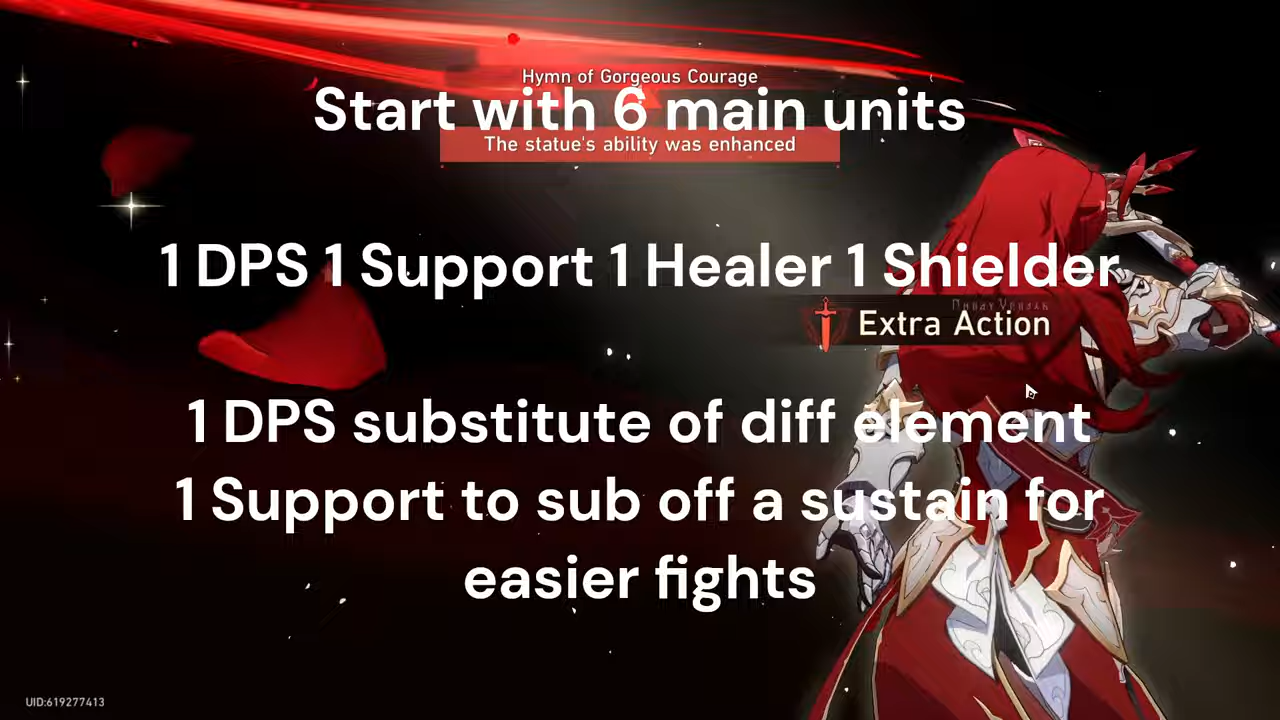 Hymn of Gorgeous Courage
Start with 6 main units
The statue's ability was enhanced
1 DPS 1 Support 1 Healer 1 Shielder
Extra Action
1 DPS substitute of diff element
1 Support to sub off a sustain for
easier fights
UID:619277413